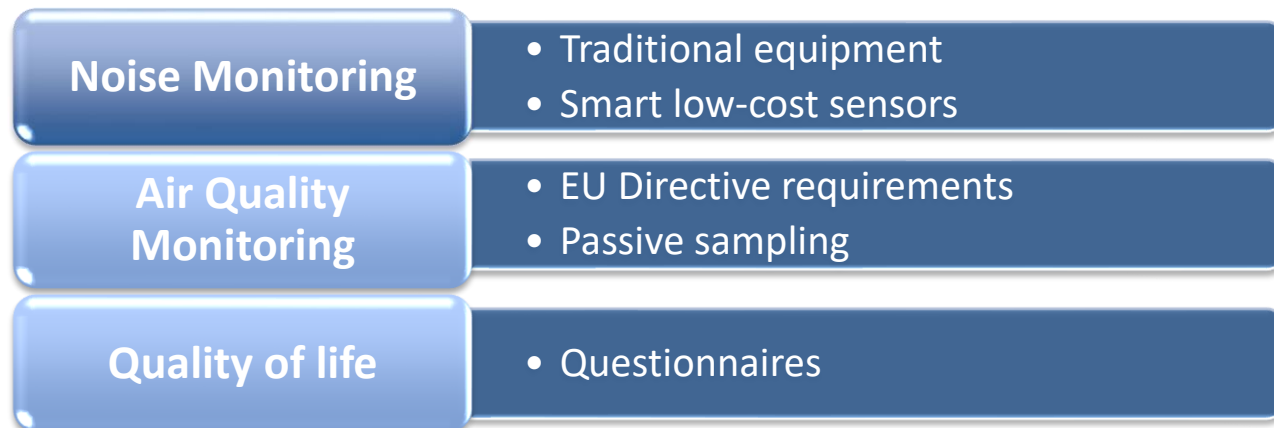 Noise Monitoring
• Traditional equipment
• Smart low-cost sensors
Air Quality
Monitoring
• EU Directive requirements
• Passive sampling
Quality of life
• Questionnaires